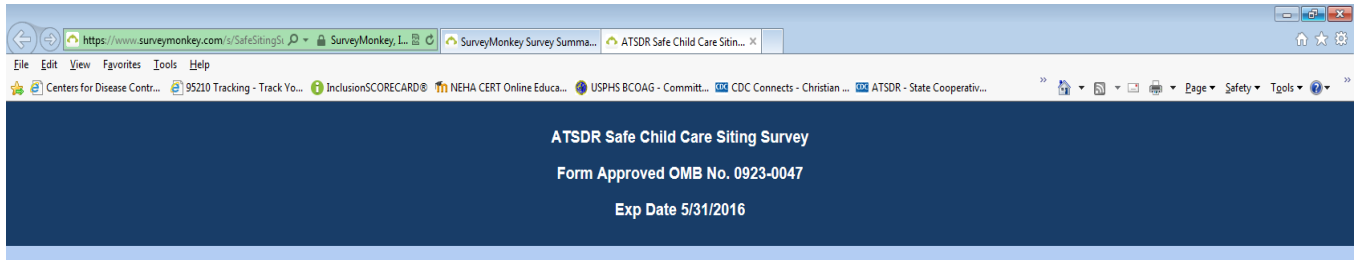 https://www.surveymonkey.com/s/SafeSitingSu SurveyMonkey, I... SurveyMonkey Survey Summa... ATSDR Safe Child Care Sitin... ×
File Edit View Favorites Tools Help
Centers for Disease Contr... 95210 Tracking - Track Yo... InclusionSCORECARD® NEHA CERT Online Educa... USPHS BCOAG - Committ... CDC Connects - Christian ... ATSDR - State Cooperativ... » Page Safety Tools »
ATSDR Safe Child Care Siting Survey
Form Approved OMB No. 0923-0047
Exp Date 5/31/2016